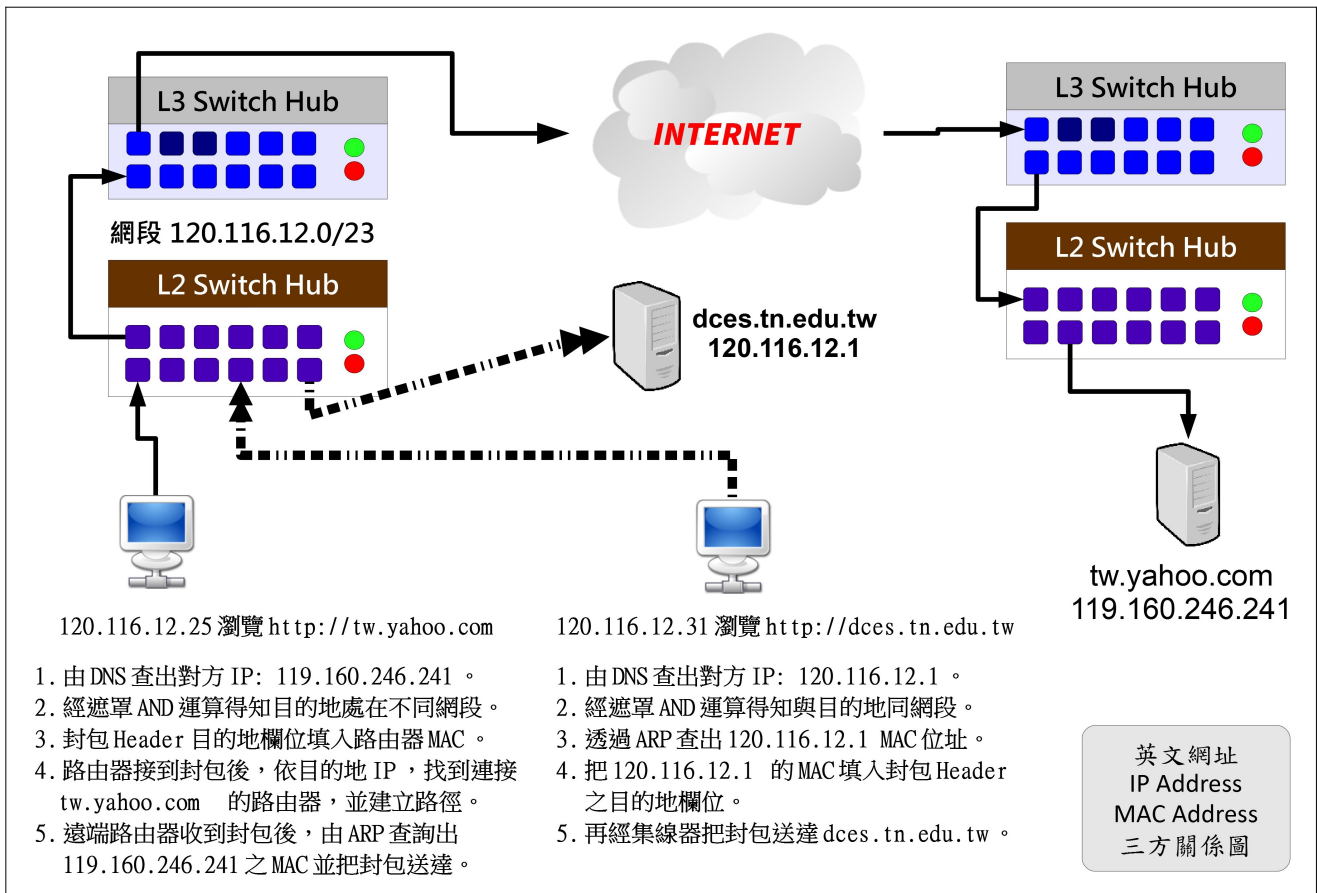 L3 Switch Hub
INTERNET
L3 Switch Hub
網段 120.116.12.0/23
L2 Switch Hub
L2 Switch Hub
dces.tn.edu.tw
120.116.12.1
tw.yahoo.com
119.160.246.241
120.116.12.25 瀏覽 http://tw.yahoo.com
1. 由 DNS 查出對方 IP: 119.160.246.241 。
2. 經遮罩 AND 運算得知目的地處在不同網段。
3. 封包 Header 目的地欄位填入路由器 MAC 。
4. 路由器接到封包後，依目的地 IP ，找到連接
tw.yahoo.com 的路由器，並建立路徑。
5. 遠端路由器收到封包後，由 ARP 查詢出
119.160.246.241 之 MAC 並把封包送達。
120.116.12.31 瀏覽 http://dces.tn.edu.tw
1. 由 DNS 查出對方 IP: 120.116.12.1 。
2. 經遮罩 AND 運算得知與目的地同網段。
3. 透過 ARP 查出 120.116.12.1 MAC 位址。
4. 把 120.116.12.1 的 MAC 填入封包 Header
之目的地欄位。
5. 再經集線器把封包送達 dces.tn.edu.tw 。
英文網址
IP Address
MAC Address
三方關係圖